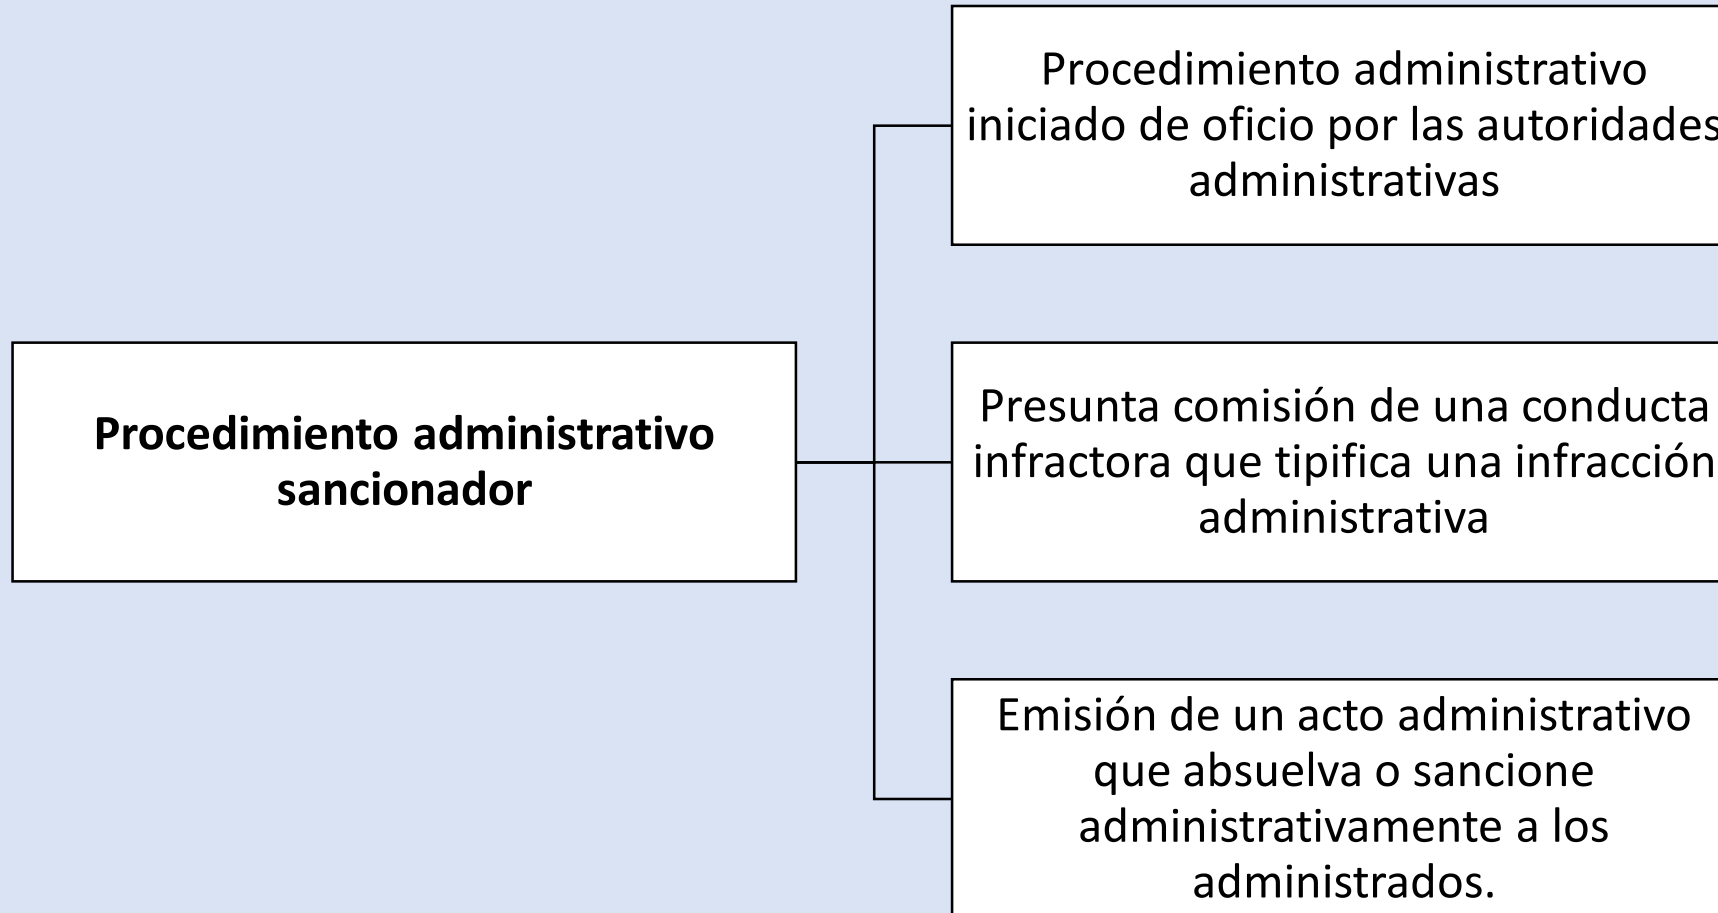 Procedimiento administrativo
sancionador
Procedimiento administrativo
iniciado de oficio por las autoridades
administrativas
Presunta comisión de una conducta
infractora que tipifica una infracción
administrativa
Emisión de un acto administrativo
que absuelva o sancione
administrativamente a los
administrados.